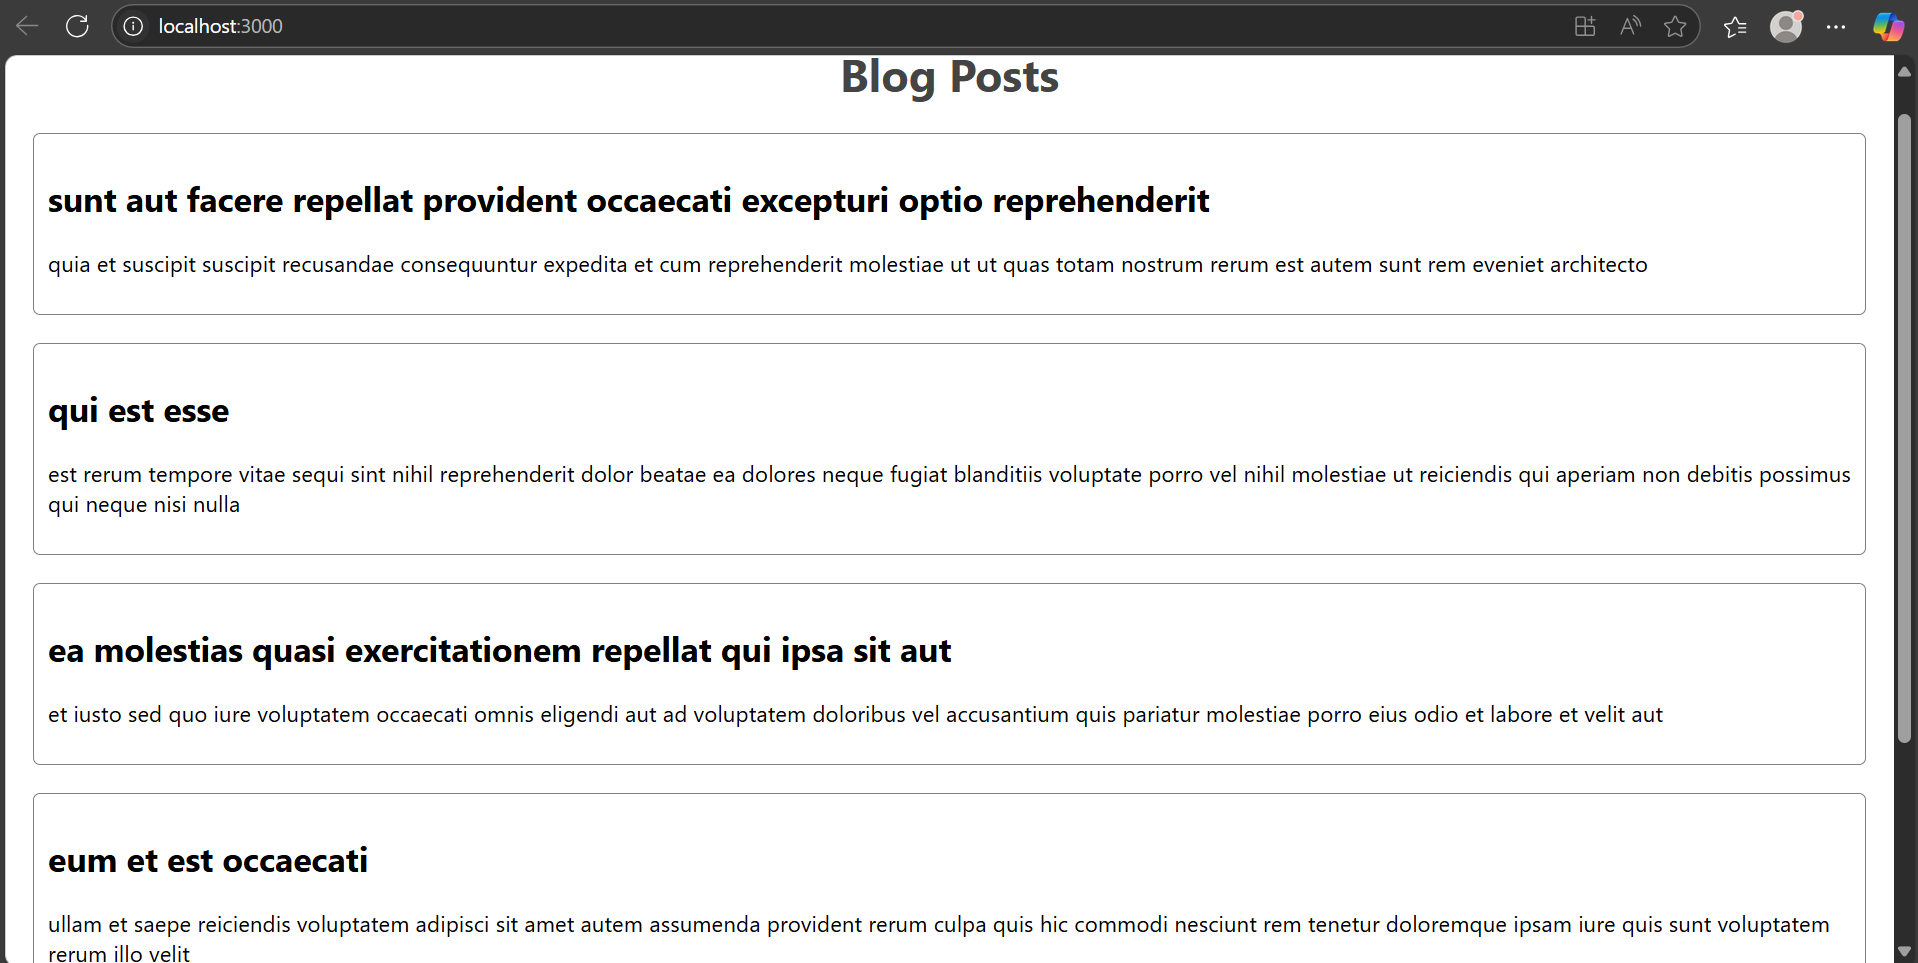 localhost:3000
Blog Posts
sunt aut facere repellat provident occaecati excepturi optio reprehenderit
quia et suscipit suscipit recusandae consequuntur expedita et cum reprehenderit molestiae ut ut quas totam nostrum rerum est autem sunt rem eveniet architecto
qui est esse
est rerum tempore vitae sequi sint nihil reprehenderit dolor beatae ea dolores neque fugiat blanditiis voluptate porro vel nihil molestiae ut reiciendis qui aperiam non debitis possimus
qui neque nisi nulla
ea molestias quasi exercitationem repellat qui ipsa sit aut
et iusto sed quo iure voluptatem occaecati omnis eligendi aut ad voluptatem doloribus vel accusantium quis pariatur molestiae porro eius odio et labore et velit aut
eum et est occaecati
ullam et saepe reiciendis voluptatem adipisci sit amet autem assumenda provident rerum culpa quis hic commodi nesciunt rem tenetur doloremque ipsam iure quis sunt voluptatem
rerum illo velit